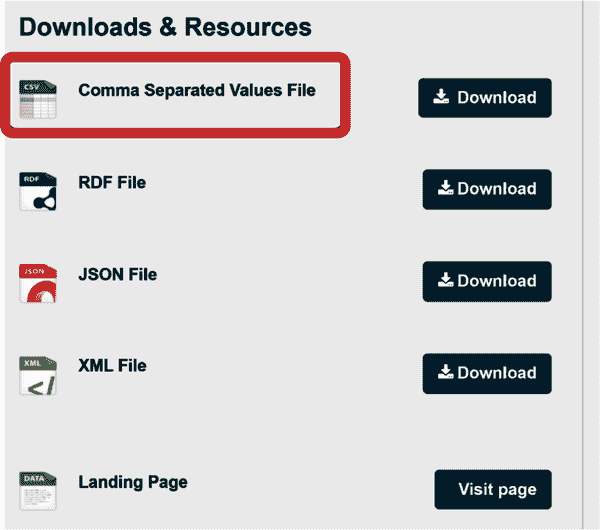 Downloads & Resources
CSV
Comma Separated Values File
Download
RDF
RDF File
Download
JSON
JSON File
Download
XML
</
XML File
Download
DATA
Landing Page
Visit page